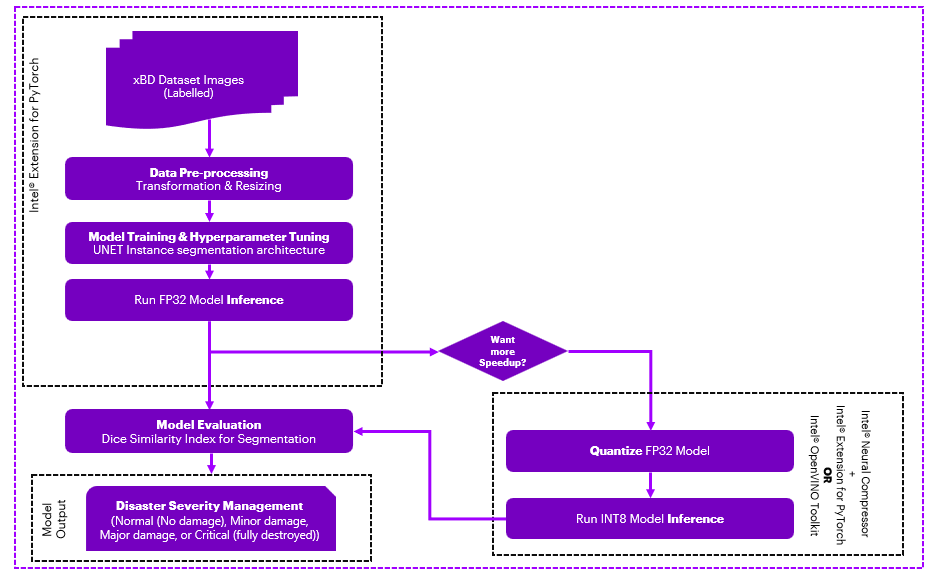 Intel® Extension for PyTorch
xBD Dataset Images
(Labelled)
Data Pre-processing
Transformation & Resizing
Model Training & Hyperparameter Tuning
UNET Instance segmentation architecture
Run FP32 Model Inference
Want
more
Speedup?
Model Evaluation
Dice Similarity Index for Segmentation
Quantize FP32 Model
Run INT8 Model Inference
Intel® Neural Compressor
+
Intel® Extension for PyTorch
OR
Intel® OpenVINO Toolkit
Model
Output
Disaster Severity Management
(Normal (No damage), Minor damage,
Major damage, or Critical (fully destroyed))